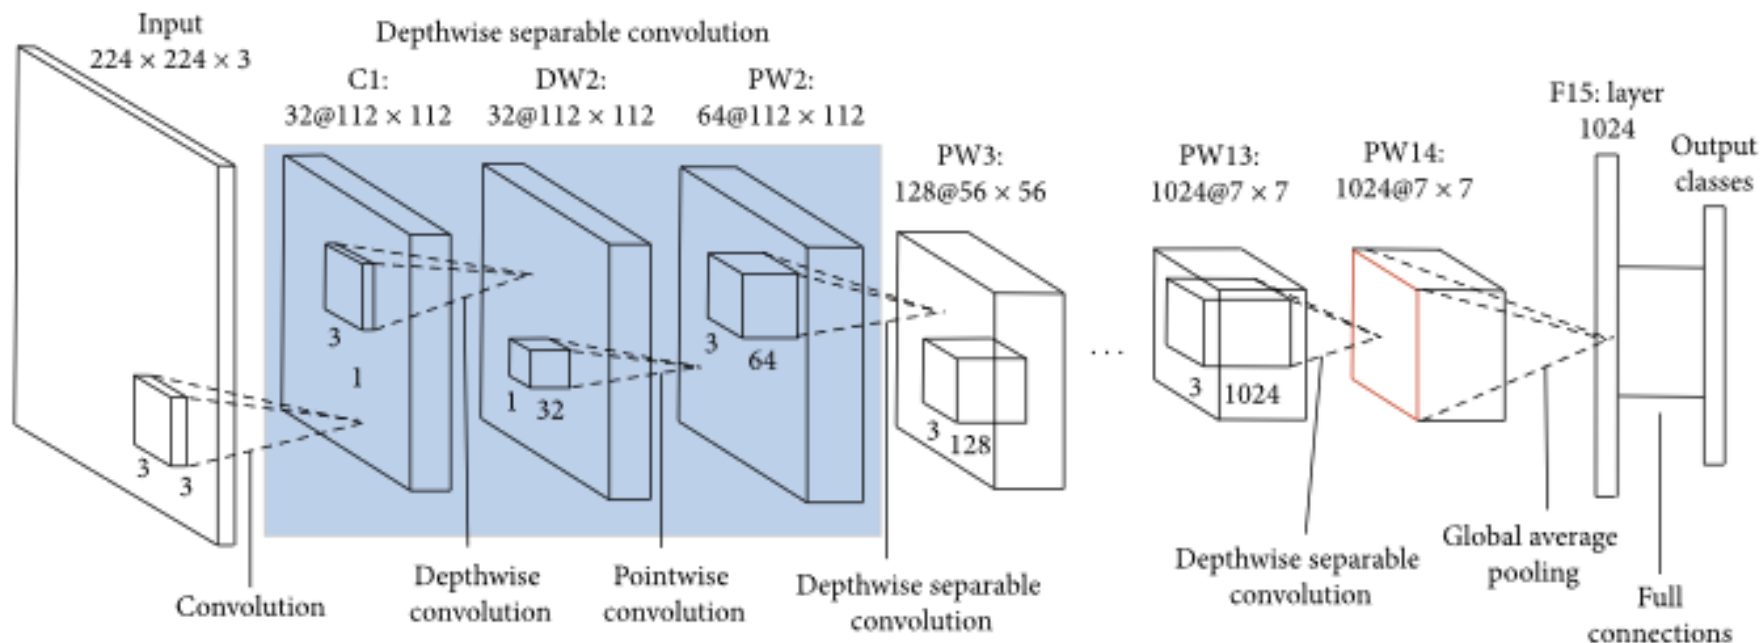 Input
224 × 224 × 3
Depthwise separable convolution
C1:
32@112 × 112
DW2:
32@112 × 112
PW2:
64@112 × 112
PW3:
128@56 × 56
PW13:
1024@7 × 7
PW14:
1024@7 × 7
F15: layer
1024
Output
classes
3
3
3
1
1
32
3
64
3
128
...
3
1024
Convolution
Depthwise
convolution
Pointwise
convolution
Depthwise separable
convolution
Depthwise separable
convolution
Global average
pooling
Full
connections